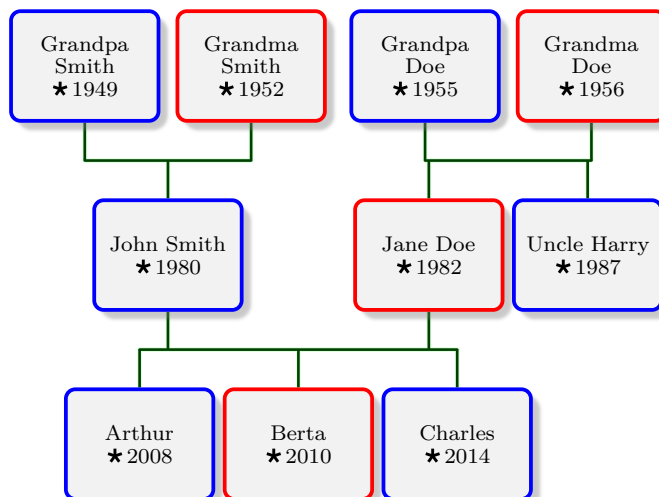 Grandpa
Smith
★ 1949
Grandma
Smith
★ 1952
Grandpa
Doe
★ 1955
Grandma
Doe
★ 1956
John Smith
★ 1980
Jane Doe
★ 1982
Uncle Harry
★ 1987
Arthur
★ 2008
Berta
★ 2010
Charles
★ 2014